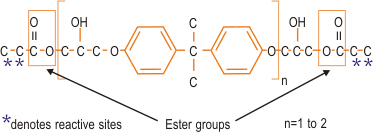 O OH C OH O
C-C-C-O-C-C-C-O O-C-C-C-O-C-C-C
** C n **
*denotes reactive sites Ester groups n=1 to 2